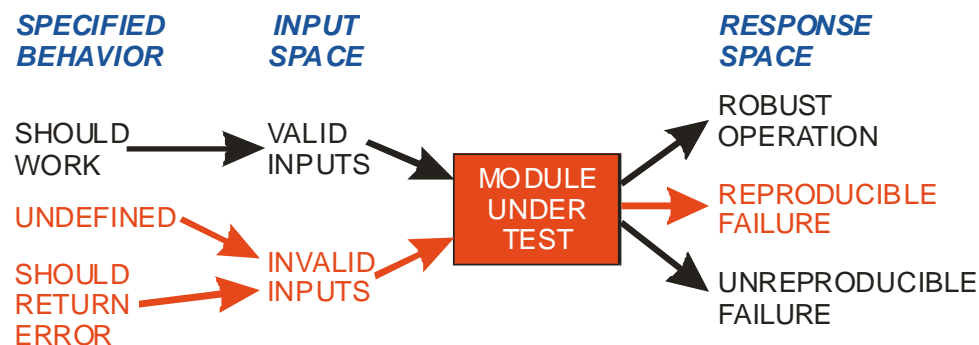 SPECIFIED
BEHAVIOR
INPUT
SPACE
RESPONSE
SPACE
SHOULD
WORK
VALID
INPUTS
UNDEFINED
SHOULD
RETURN
ERROR
INVALID
INPUTS
MODULE
UNDER
TEST
ROBUST
OPERATION
REPRODUCIBLE
FAILURE
UNREPRODUCIBLE
FAILURE